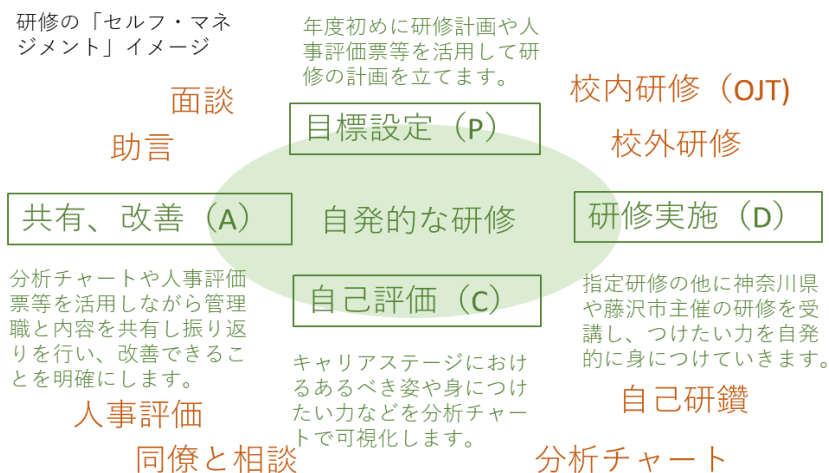 研修の「セルフ・マネ
ジメント」イメージ
年度初めに研修計画や人
事評価票等を活用して研
修の計画を立てます。
面談
校内研修（OJT)
目標設定（P）
助言
校外研修
共有、改善（A）
自発的な研修
研修実施（D）
分析チャートや人事評価
票等を活用しながら管理
職と内容を共有し振り返
りを行い、改善できるこ
とを明確にします。
自己評価（C）
指定研修の他に神奈川県
や藤沢市主催の研修を受
講し、つけたい力を自発
的に身につけていきます。
キャリアステージにおけ
るあるべき姿や身につけ
たい力などを分析チャー
トで可視化します。
人事評価
自己研鑽
同僚と相談
分析チャート